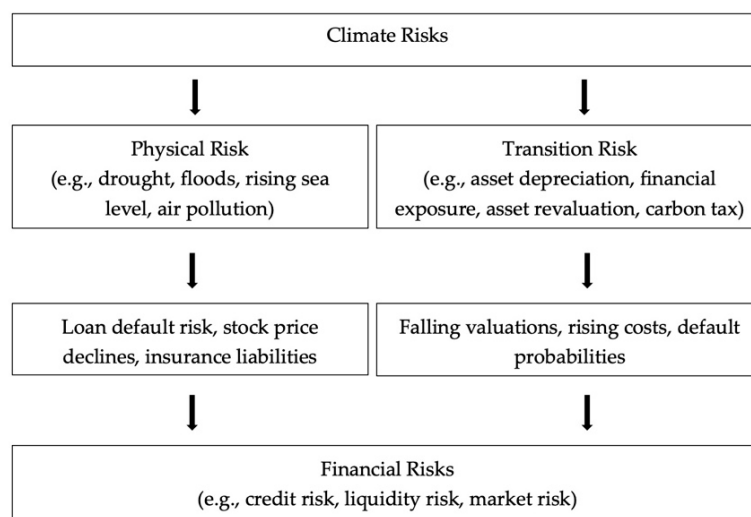 Climate Risks
Physical Risk
(e.g., drought, floods, rising sea
level, air pollution)
Transition Risk
(e.g., asset depreciation, financial
exposure, asset revaluation, carbon tax)
Loan default risk, stock price
declines, insurance liabilities
Falling valuations, rising costs, default
probabilities
Financial Risks
(e.g., credit risk, liquidity risk, market risk)